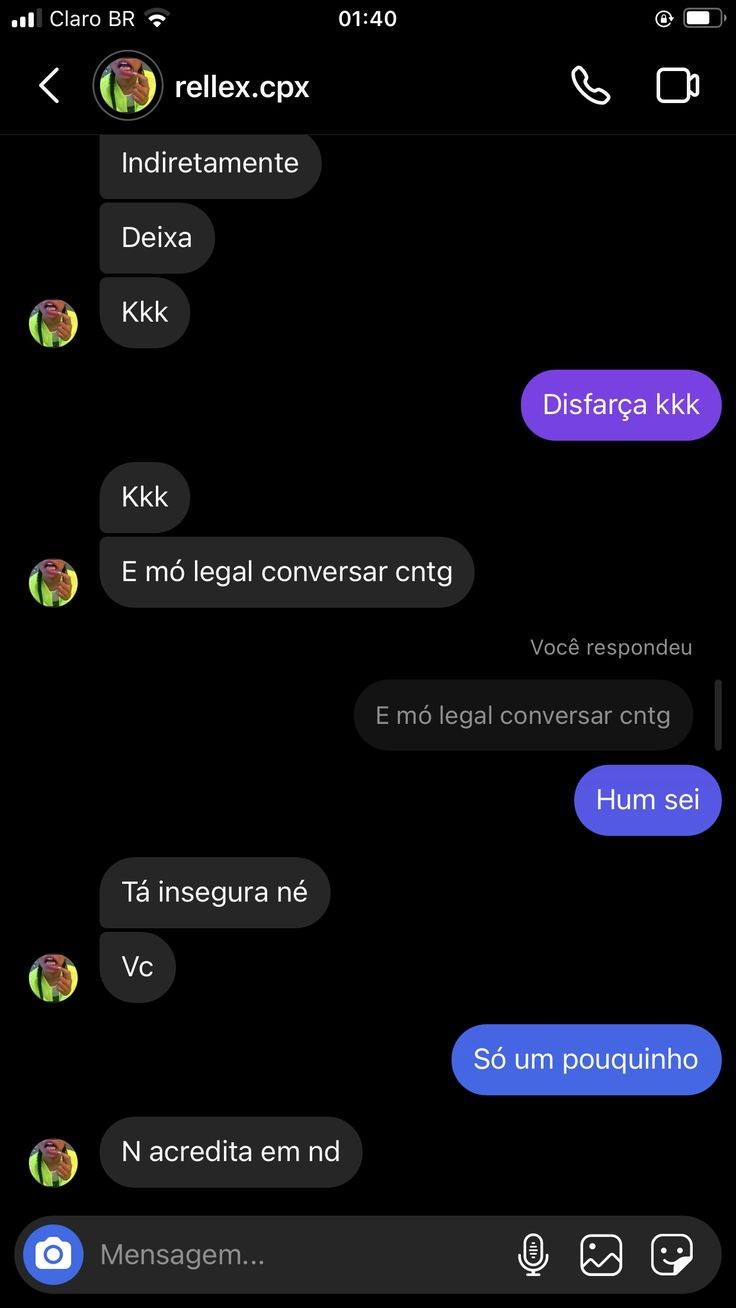 Claro BR
01:40
rellex.cpx
Indiretamente
Deixa
Kkk
Disfarça kkk
Kkk
E mó legal conversar cntg
Você respondeu
E mó legal conversar cntg
Hum sei
Tá insegura né
Vc
Só um pouquinho
N acredita em nd
Mensagem...